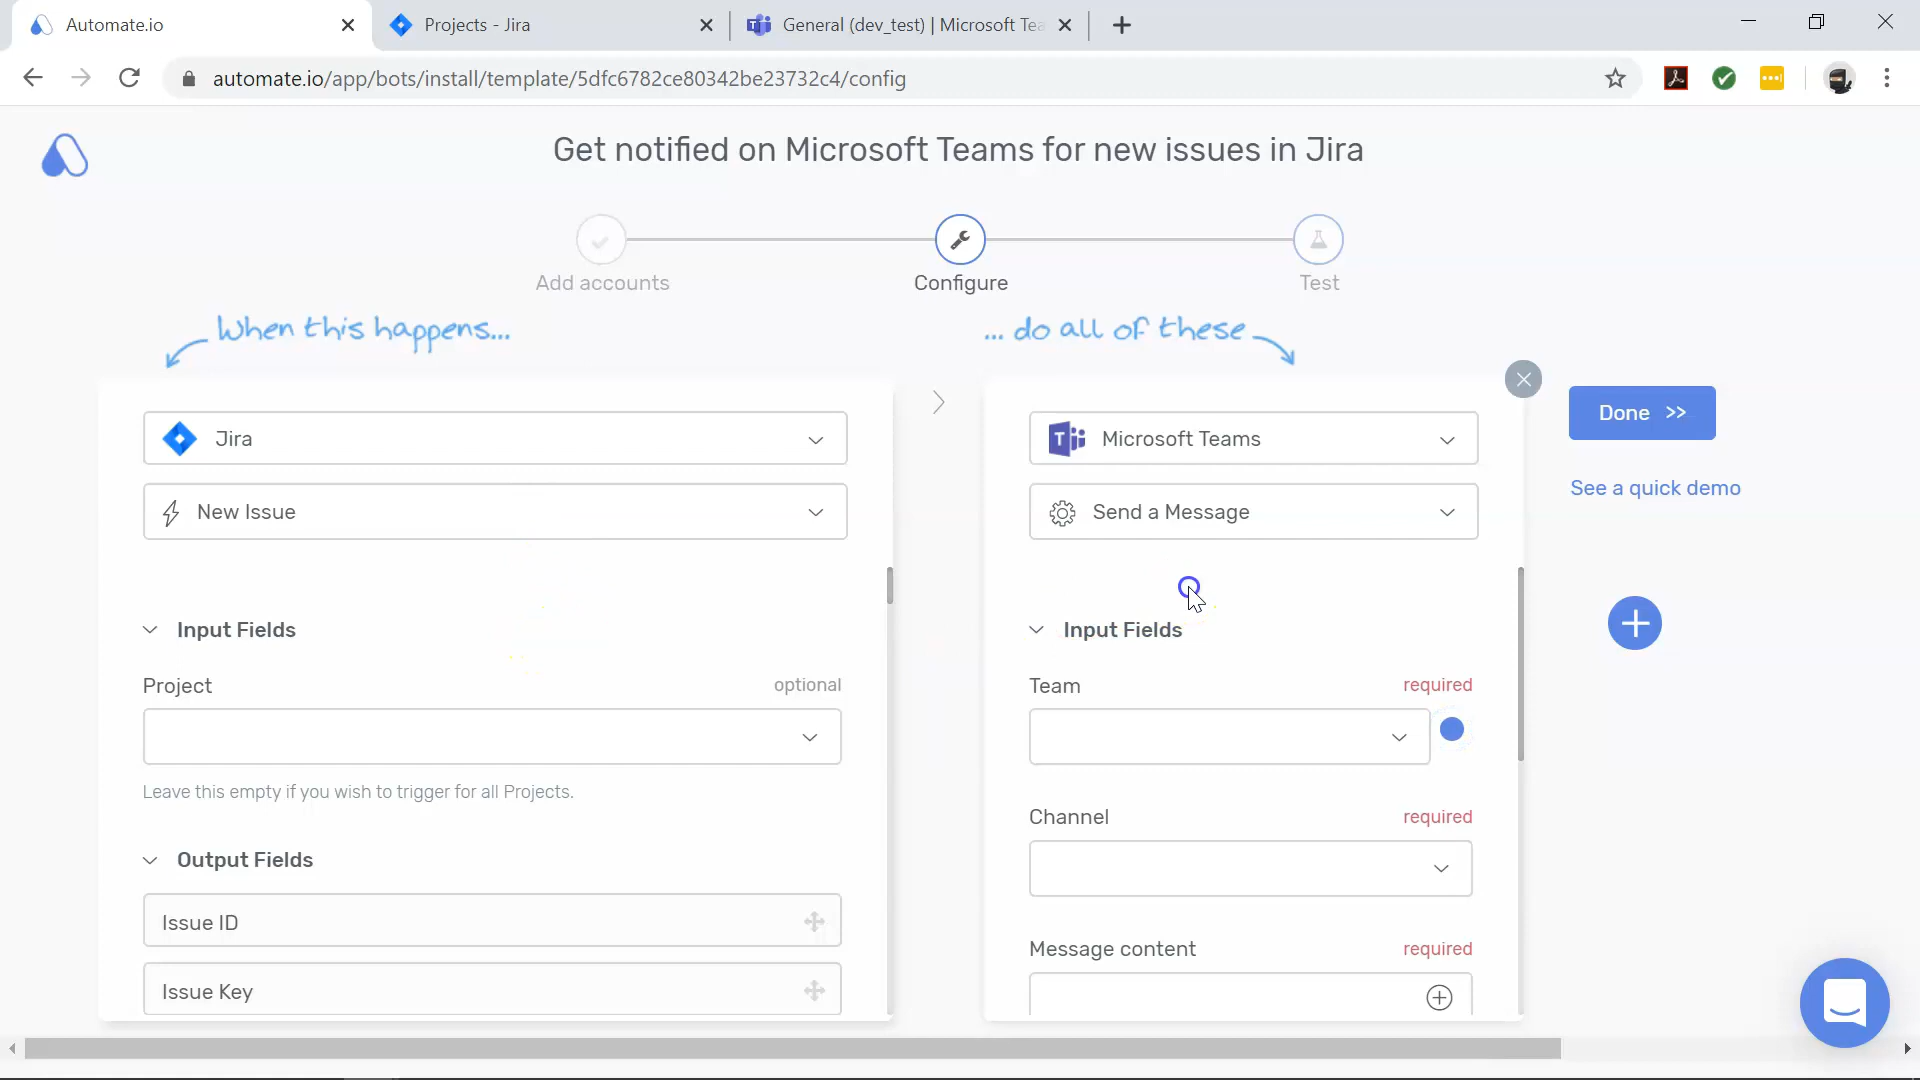 Automate.io
Projects - Jira
General (dev_test) | Microsoft Tea
automate.io/app/bots/install/template/5dfc6782ce80342be23732c4/config
Get notified on Microsoft Teams for new issues in Jira
Add accounts
Configure
Test
When this happens...
... do all of these
Jira
New Issue
Input Fields
Project
optional
Leave this empty if you wish to trigger for all Projects.
Output Fields
Issue ID
Issue Key
Microsoft Teams
Send a Message
Input Fields
Team
required
Channel
required
Message content
required
Done >>
See a quick demo